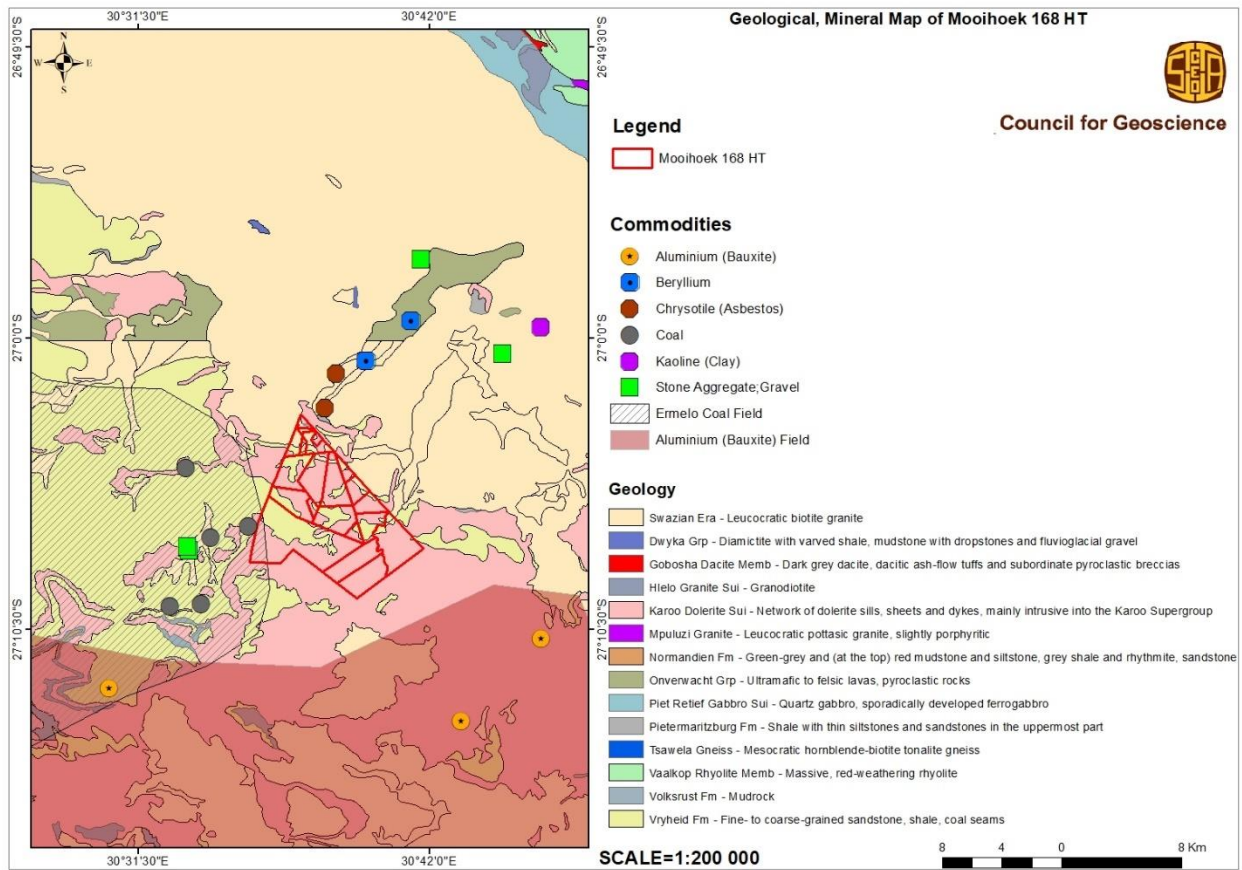 30°31'30"E
30°42'0"E
Geological, Mineral Map of Mooihoek 168 HT
26°49'30"S
26°49'30"S
N
W
E
S
Council for Geoscience
Legend
Mooihoek 168 HT
Commodities
Aluminium (Bauxite)
Beryllium
Chrysotile (Asbestos)
Coal
Kaoline (Clay)
Stone Aggregate;Gravel
Ermelo Coal Field
Aluminium (Bauxite) Field
27°0'0"S
27°0'0"S
Geology
Swazian Era - Leucocratic biotite granite
Dwyka Grp - Diamictite with varved shale, mudstone with dropstones and fluvioglacial gravel
Gobosha Dacite Memb - Dark grey dacite, dacitic ash-flow tuffs and subordinate pyroclastic breccias
Hlelo Granite Sui - Granodiotite
Karoo Dolerite Sui - Network of dolerite sills, sheets and dykes, mainly intrusive into the Karoo Supergroup
Mpuluzi Granite - Leucocratic pottasic granite, slightly porphyritic
Normandien Fm - Green-grey and (at the top) red mudstone and siltstone, grey shale and rhythmite, sandstone
Onverwacht Grp - Ultramafic to felsic lavas, pyroclastic rocks
Piet Retief Gabbro Sui - Quartz gabbro, sporadically developed ferrogabbro
Pietermaritzburg Fm - Shale with thin siltstones and sandstones in the uppermost part
Tsawela Gneiss - Mesocratic hornblende-biotite tonalite gneiss
Vaalkop Rhyolite Memb - Massive, red-weathering rhyolite
Volksrust Fm - Mudrock
Vryheid Fm - Fine- to coarse-grained sandstone, shale, coal seams
27°10'30"S
27°10'30"S
30°31'30"E
30°42'0"E
SCALE=1:200 000
8 4 0 8 Km